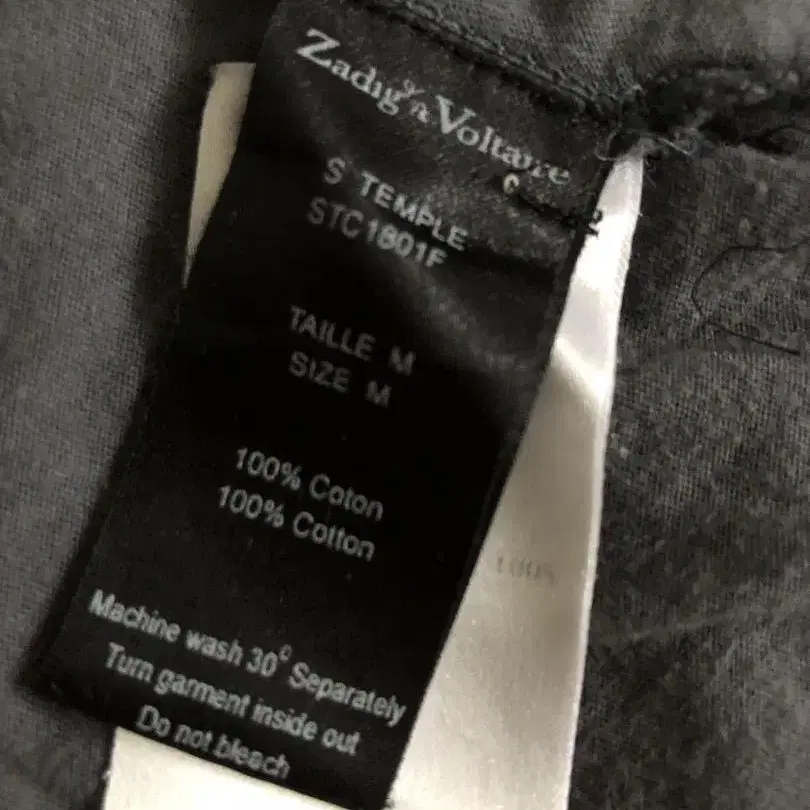 Zadig & Voltaire
S TEMPLE
STC1801F
TAILLE M
SIZE M
100% Coton
100% Cotton
Machine wash 30° Separately
Turn garment inside out
Do not bleach